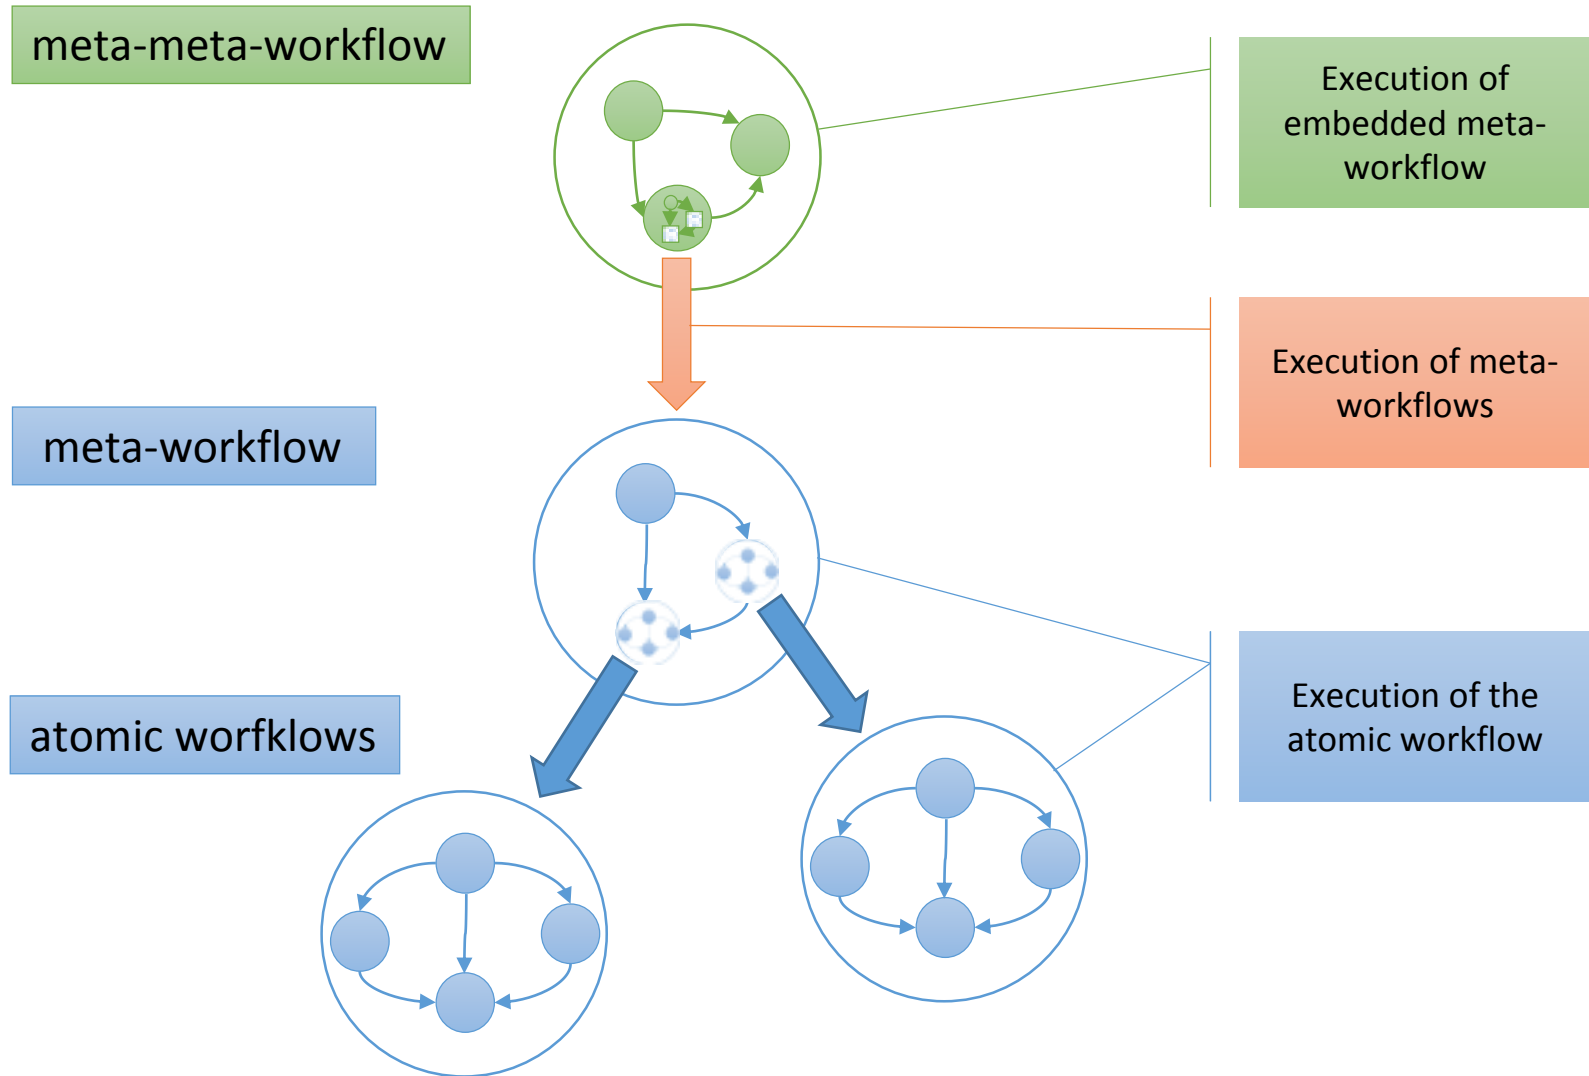 meta-meta-workflow
Execution of
embedded meta-
workflow
Execution of meta-
workflows
meta-workflow
Execution of the
atomic workflow
atomic worfklows